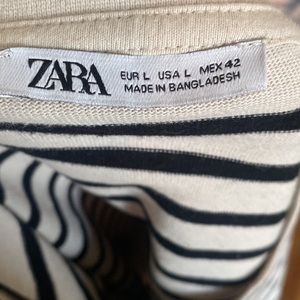 ZARA
EUR L USA L MEX 42
MADE IN BANGLADESH